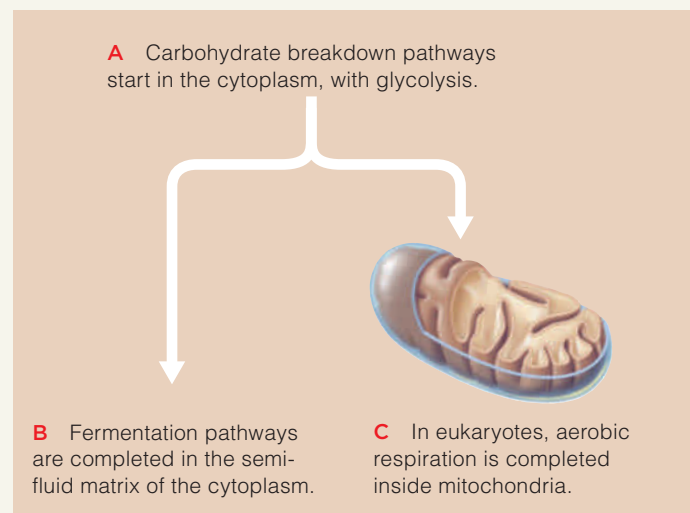 A Carbohydrate breakdown pathways
start in the cytoplasm, with glycolysis.
B Fermentation pathways
are completed in the semi-
fluid matrix of the cytoplasm.
C In eukaryotes, aerobic
respiration is completed
inside mitochondria.